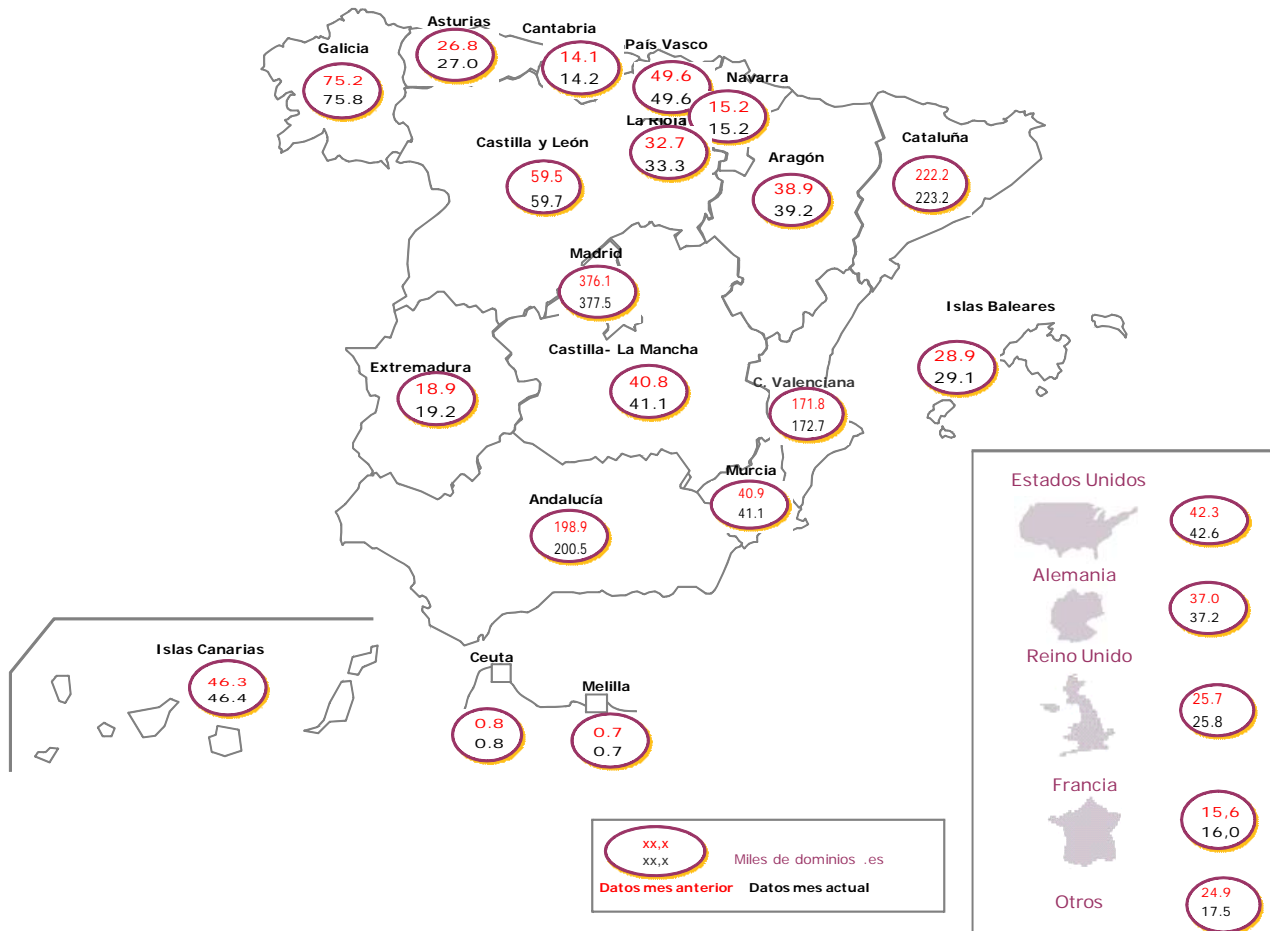 Asturias
26.8
27.0
Cantabria
14.1
14.2
Galicia
75.2
75.8
País Vasco
49.6
49.6
Navarra
15.2
15.2
La Rioja
32.7
33.3
Castilla y León
59.5
59.7
Aragón
38.9
39.2
Cataluña
222.2
223.2
Madrid
376.1
377.5
Islas Baleares
28.9
29.1
Castilla- La Mancha
40.8
41.1
Extremadura
18.9
19.2
C. Valenciana
171.8
172.7
Murcia
40.9
41.1
Andalucía
198.9
200.5
Islas Canarias
46.3
46.4
Ceuta
0.8
0.8
Melilla
0.7
0.7
Estados Unidos
42.3
42.6
Alemania
37.0
37.2
Reino Unido
25.7
25.8
Francia
15,6
16,0
Otros
24.9
17.5
xx,x
xx,x
Miles de dominios .es
Datos mes anterior Datos mes actual